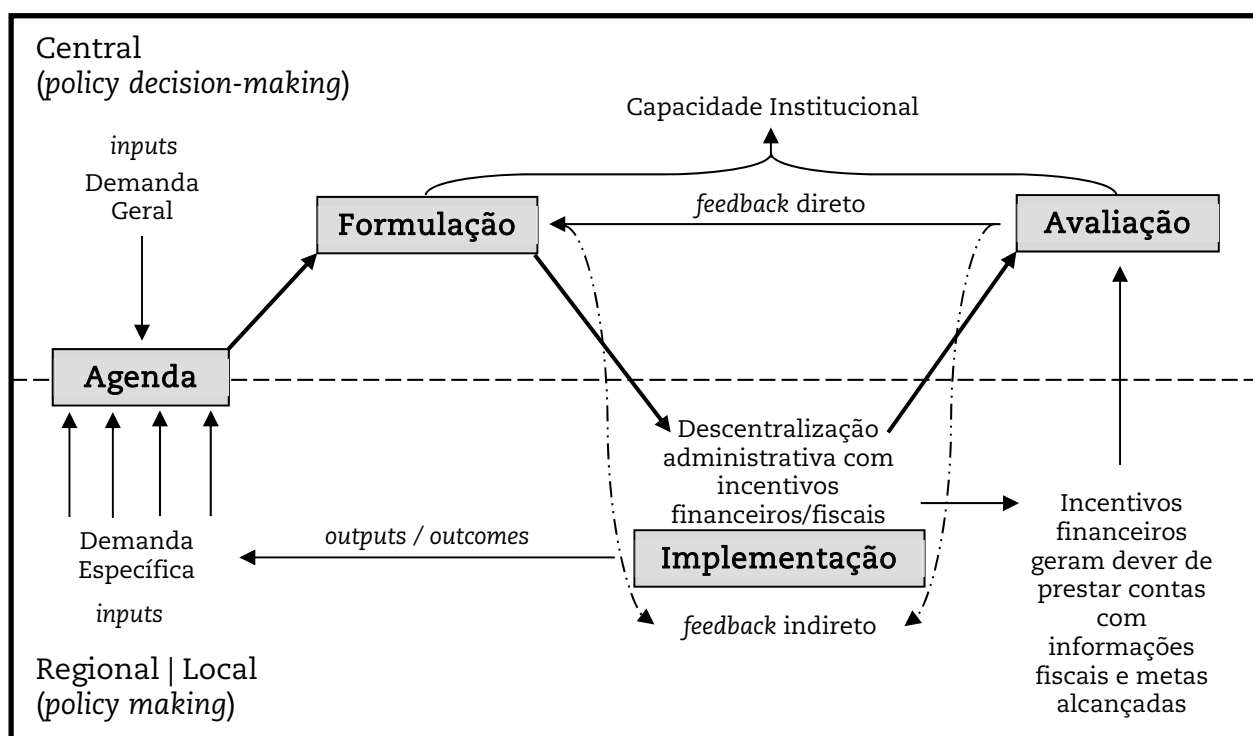 Central
(policy decision-making)
Capacidade Institucional
inputs
Demanda
Geral
Formulação
feedback direto
Avaliação
Agenda
Descentralização
administrativa com
incentivos
financeiros/fiscais
Implementação
outputs / outcomes
Demanda
Específica
inputs
feedback indireto
Incentivos
financeiros
geram dever de
prestar contas
com
informações
fiscais e metas
alcançadas
Regional | Local
(policy making)